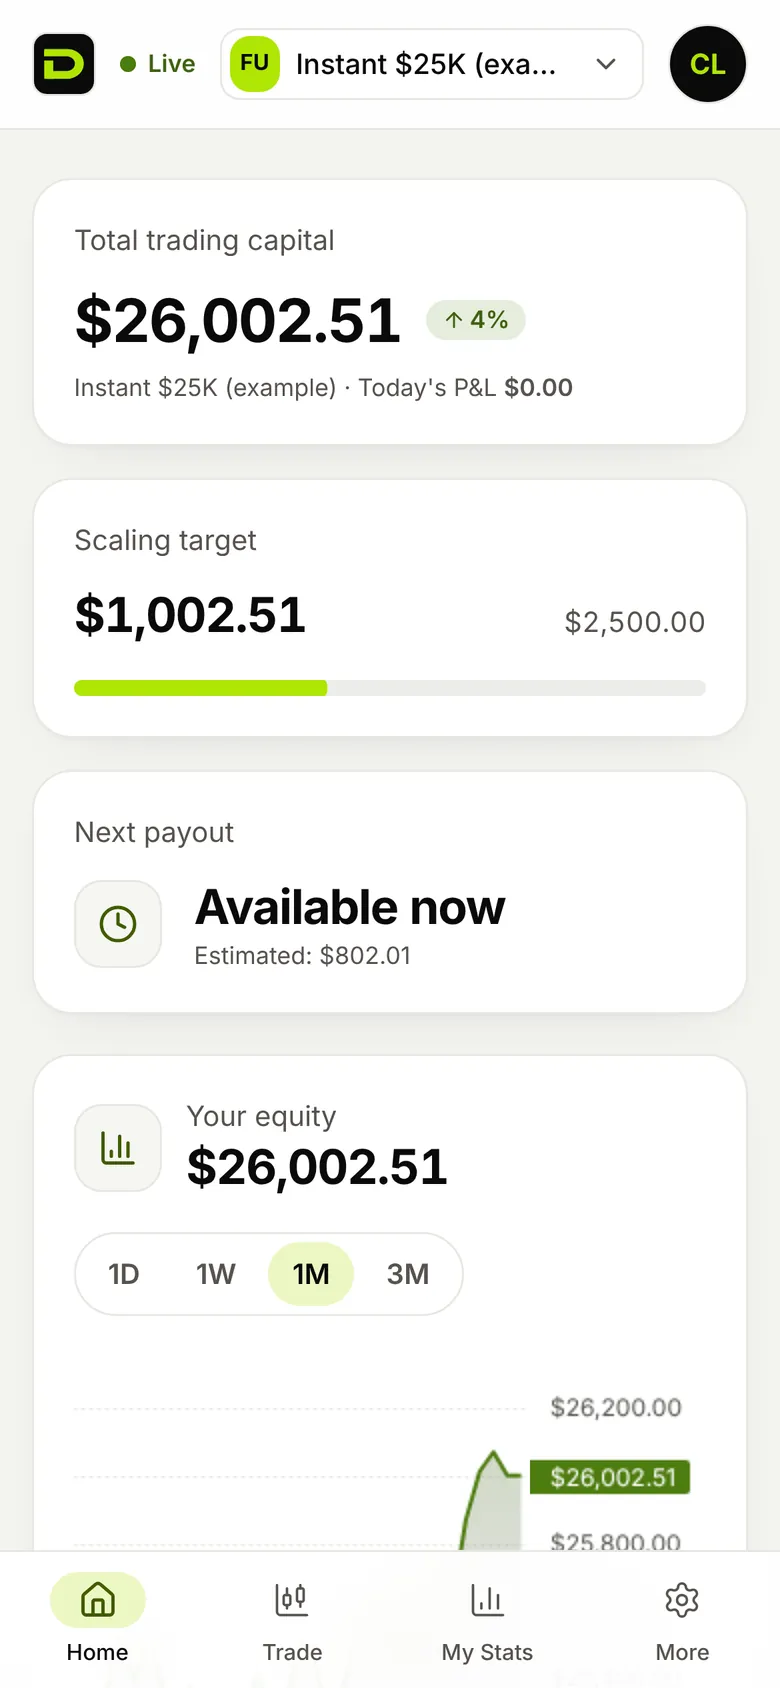 Live
FU
Instant $25K (exa...
CL
Total trading capital
$26,002.51
↑ 4%
Instant $25K (example) · Today's P&L $0.00
Scaling target
$1,002.51
$2,500.00
Next payout
Available now
Estimated: $802.01
Your equity
$26,002.51
1D 1W 1M 3M
$26,200.00
$26,002.51
$25,800.00
Home Trade My Stats More